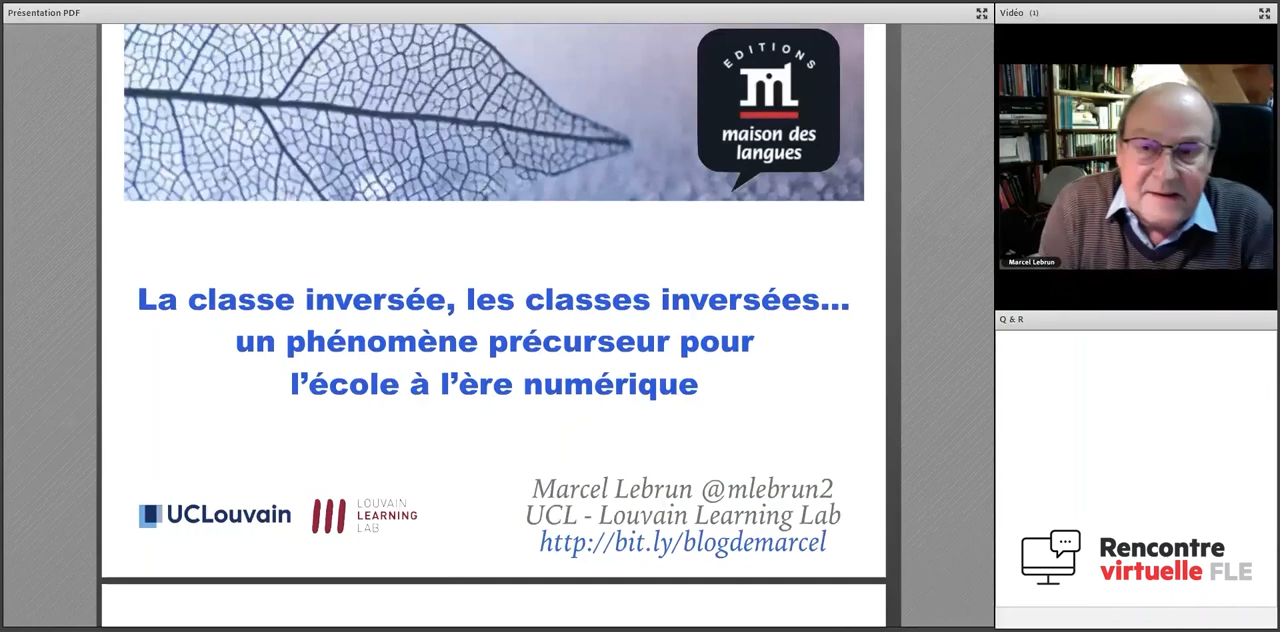 Présentation PDF
EDITIONS
maison des
langues
La classe inversée, les classes inversées...
un phénomène précurseur pour
l'école à l'ère numérique
UCLouvain
LOUVAIN
LEARNING
LAB
Marcel Lebrun @mlebrun2
UCL - Louvain Learning Lab
http://bit.ly/blogdemarcel
Vidéo (1)
Marcel Lebrun
Q & R
Rencontre
virtuelle FLE